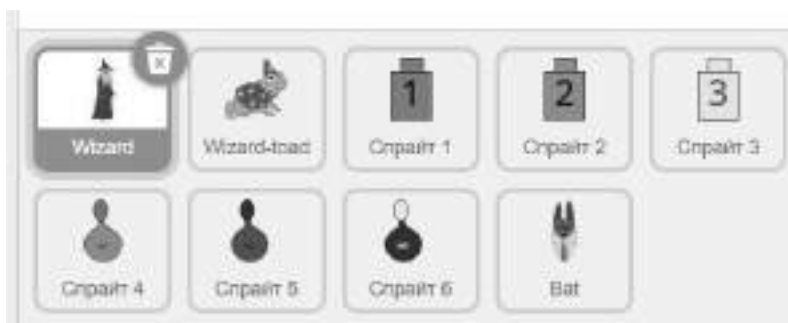 1
2
3
Wizard
Wizard-toad
Спрайт 1
Спрайт 2
Спрайт 3
Спрайт 4
Спрайт 5
Спрайт 6
Bat